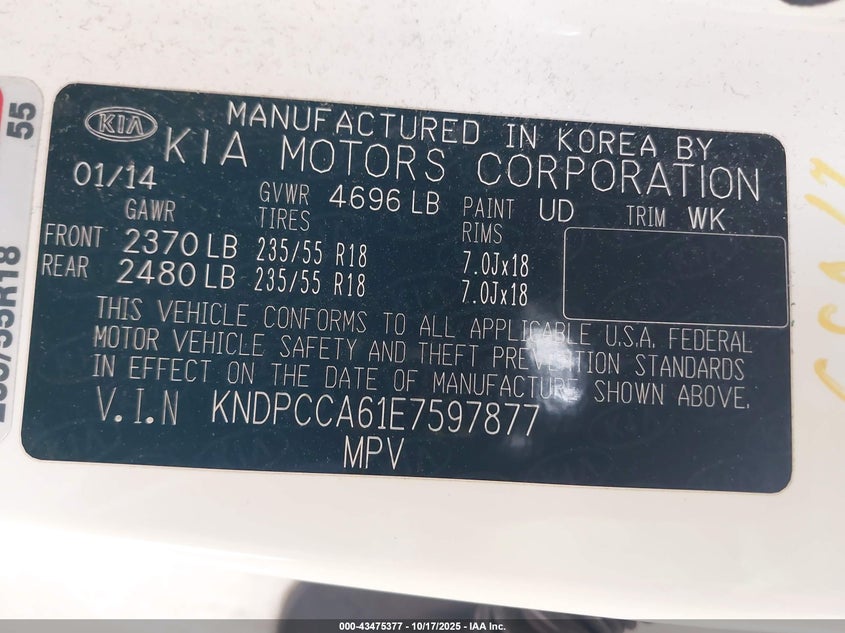 KIA
MANUFACTURED IN KOREA BY
KIA MOTORS CORPORATION
01/14
GVWR 4696 LB
PAINT UD TRIM WK
GAWR TIRES RIMS
FRONT 2370 LB 235/55 R18 7.0Jx18
REAR 2480 LB 235/55 R18 7.0Jx18
THIS VEHICLE CONFORMS TO ALL APPLICABLE U.S.A. FEDERAL
MOTOR VEHICLE SAFETY AND THEFT PREVENTION STANDARDS
IN EFFECT ON THE DATE OF MANUFACTURE SHOWN ABOVE.
V.I.N KNDPCCA61E7597877
MPV
55
000-43475377 - 10/17/2025 - IAA Inc.